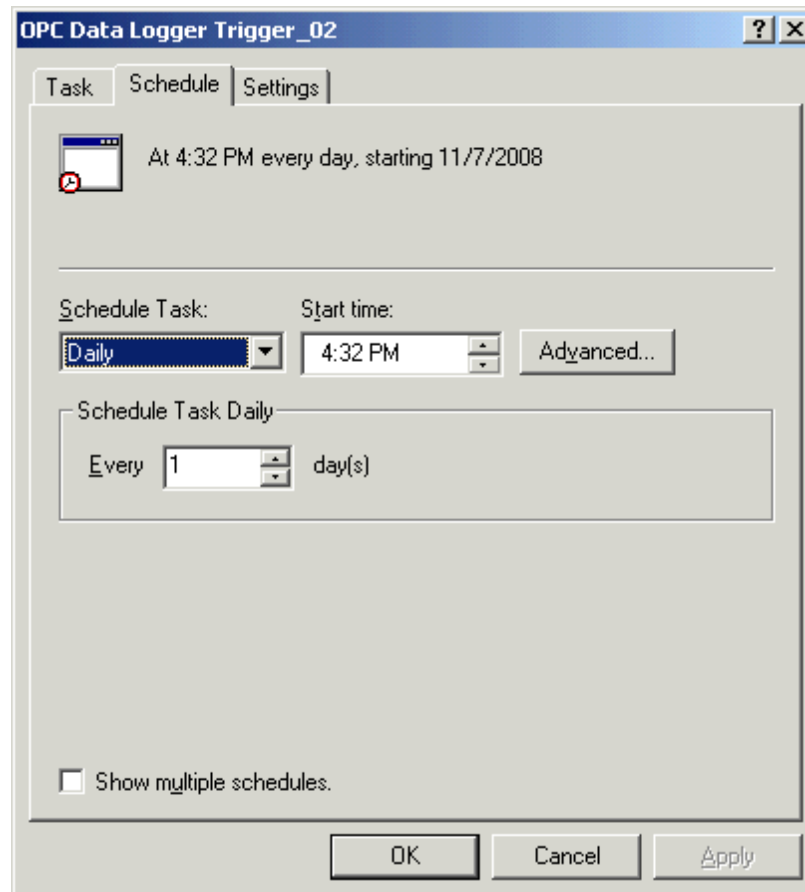 OPC Data Logger Trigger_02
Task Schedule Settings
At 4:32 PM every day, starting 11/7/2008
Schedule Task: Start time:
Daily 4:32 PM Advanced...
Schedule Task Daily
Every 1 day(s)
Show multiple schedules.
OK Cancel Apply